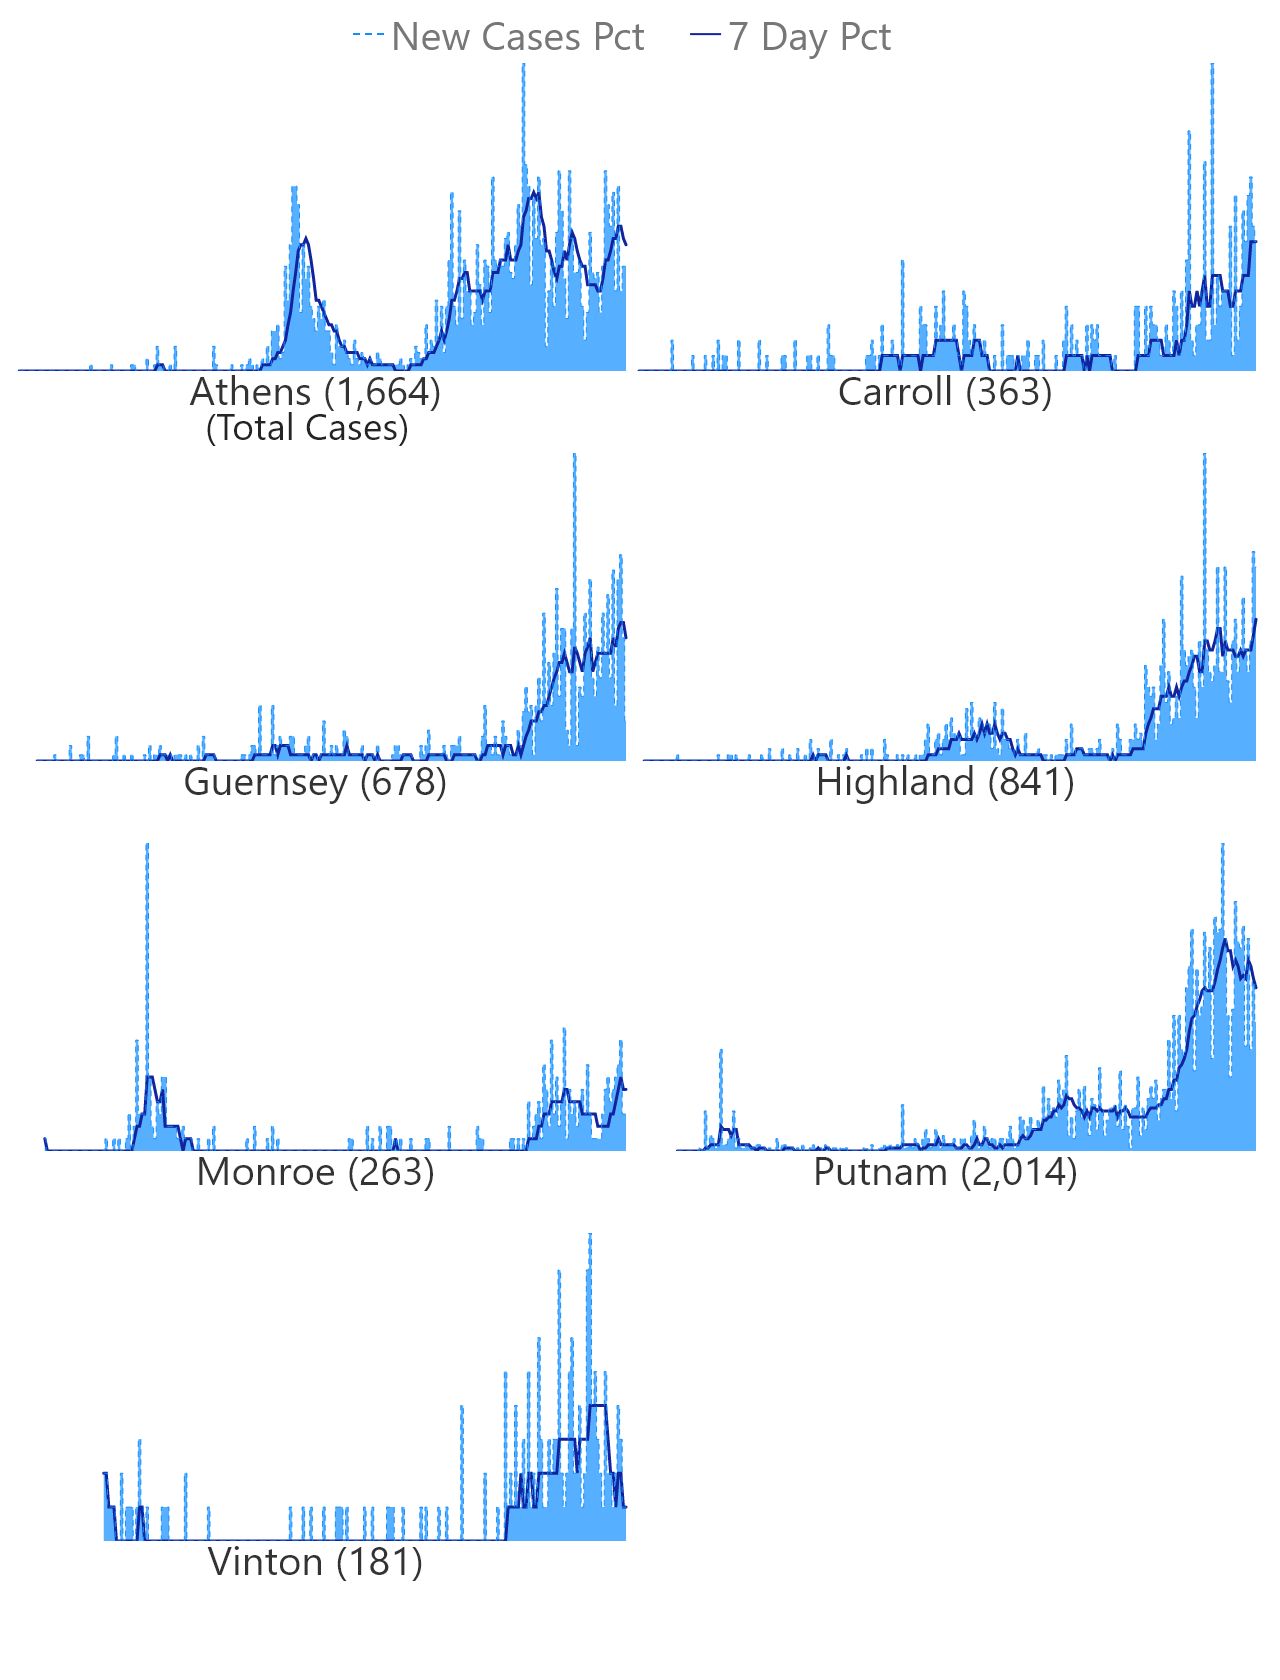 New Cases Pct 7 Day Pct
Athens (1,664)
(Total Cases)
Carroll (363)
Guernsey (678)
Highland (841)
Monroe (263)
Putnam (2,014)
Vinton (181)